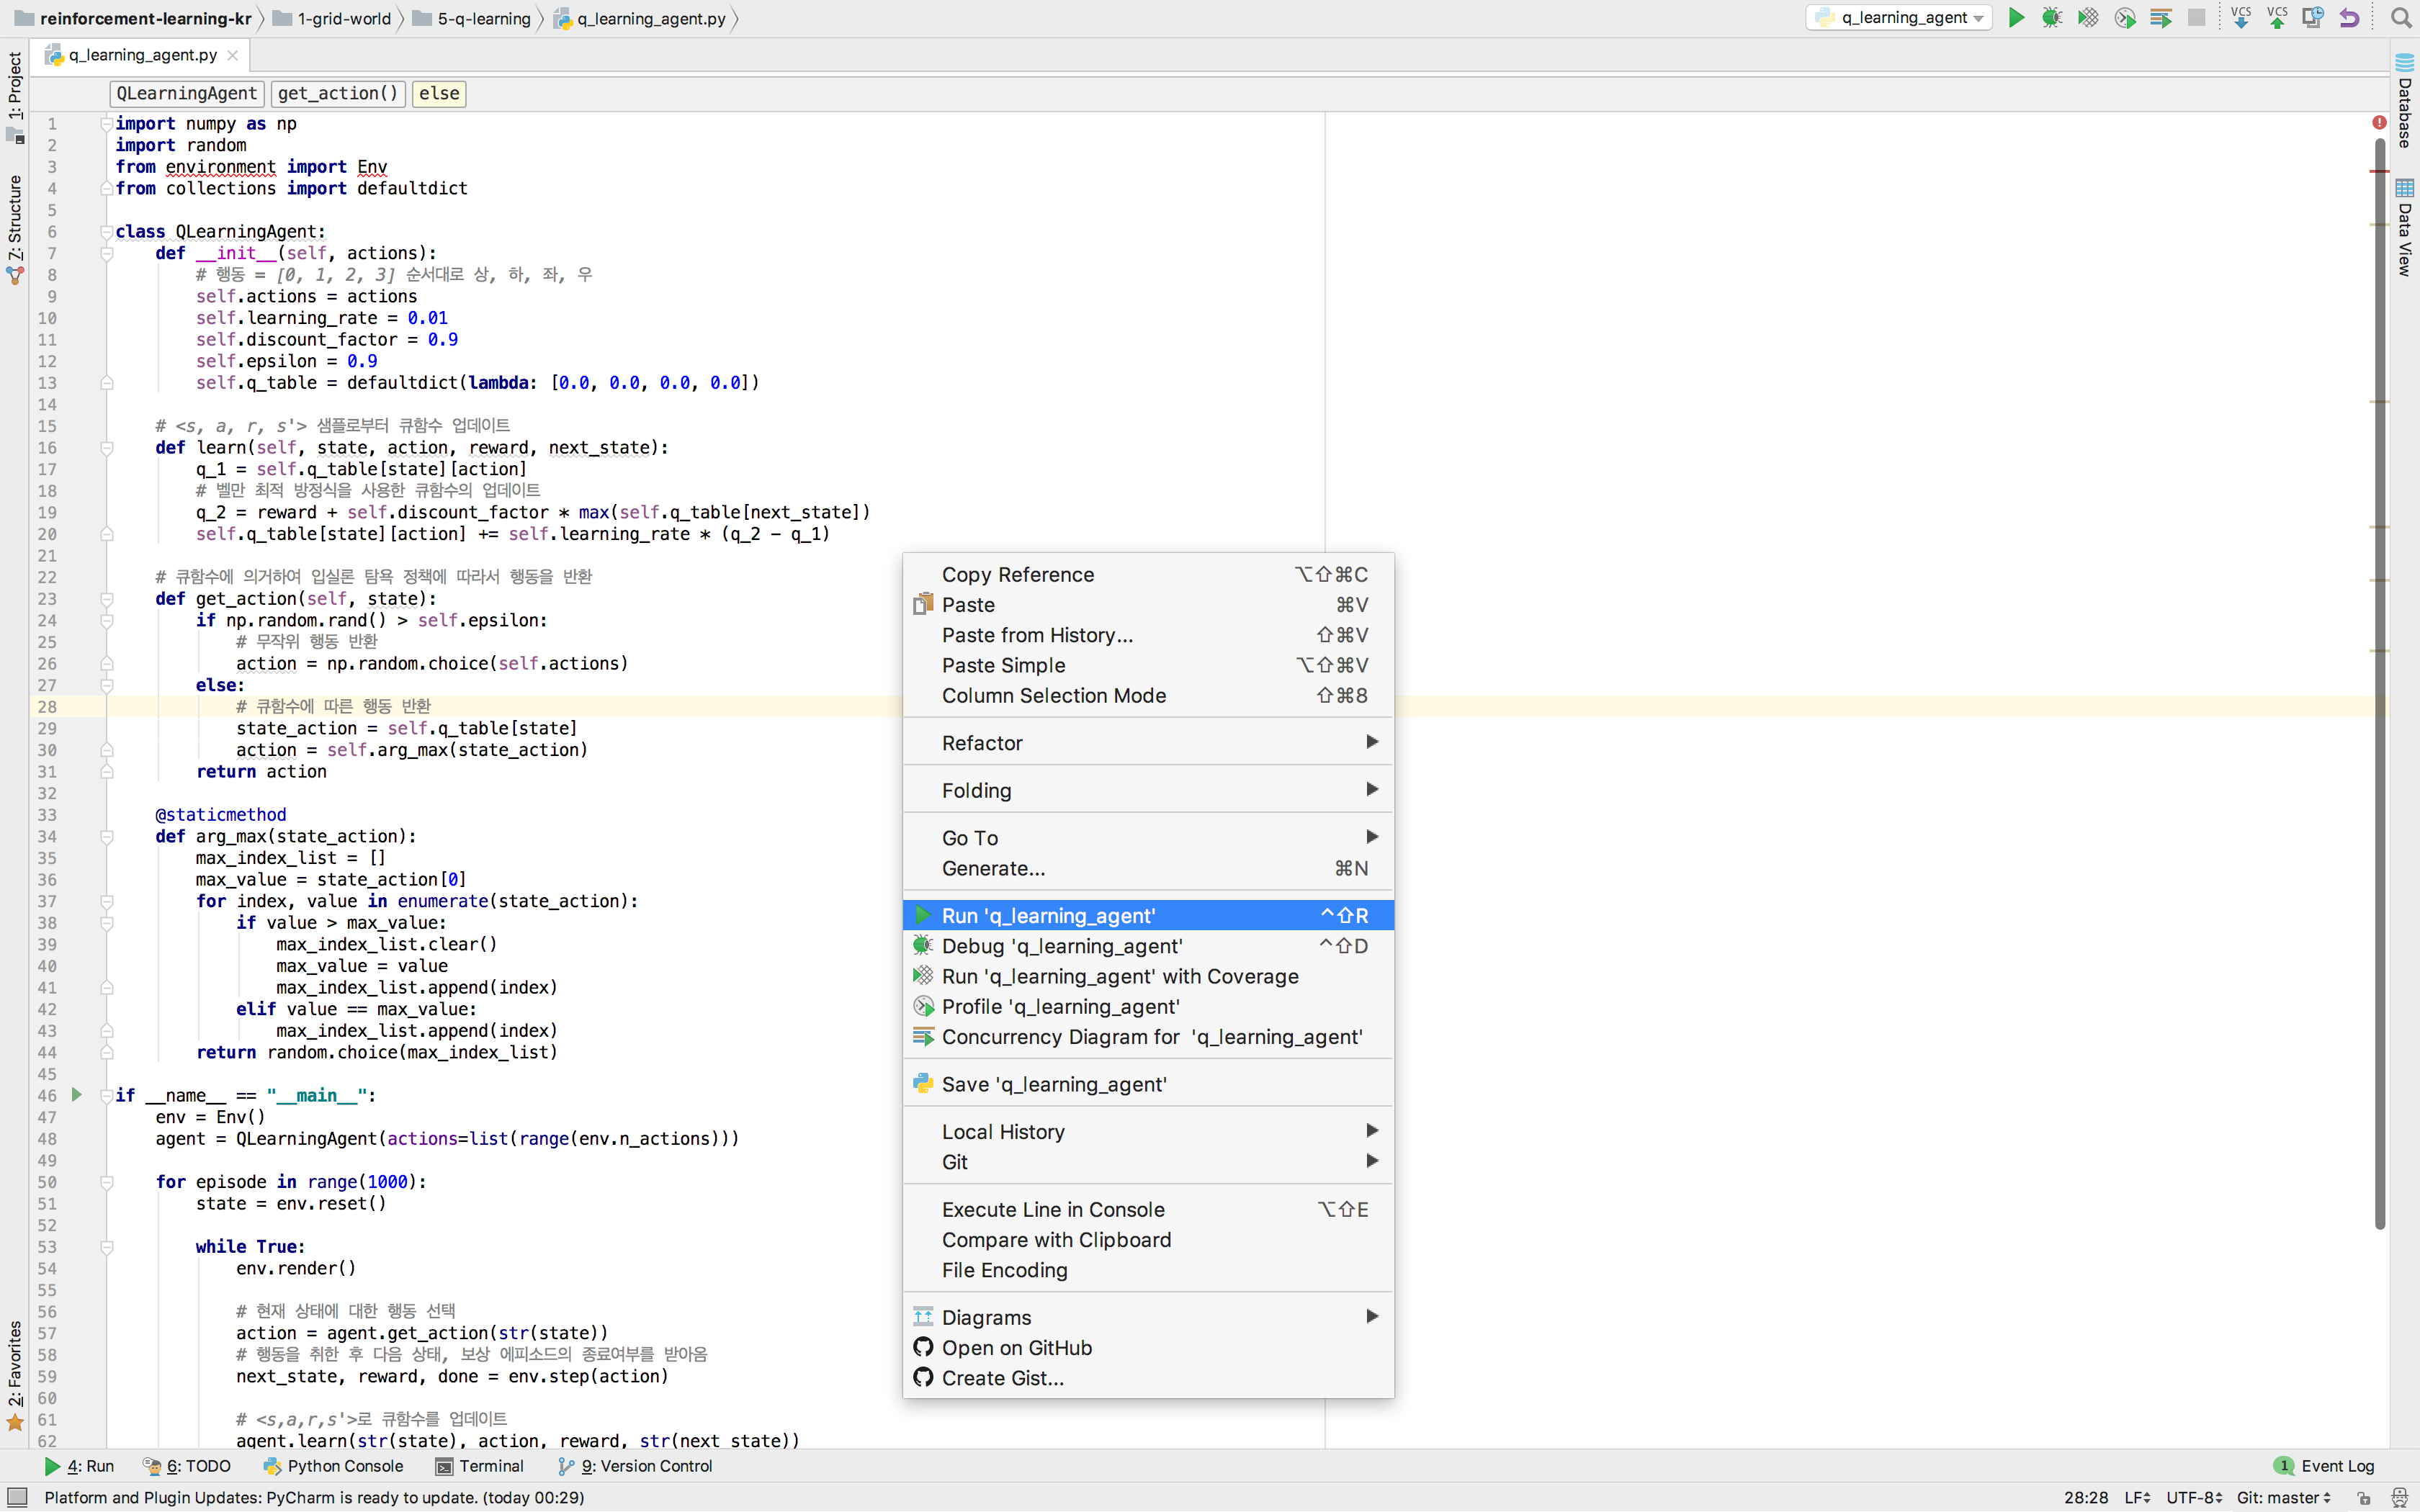 reinforcement-learning-kr 1-grid-world 5-q-learning q_learning_agent.py
q_learning_agent
VCS VCS
q_learning_agent.py
QLearningAgent get_action() else
1: Project
7: Structure
2: Favorites
Database
Data View
1 import numpy as np
2 import random
3 from environment import Env
4 from collections import defaultdict
5
6 class QLearningAgent:
7 def __init__(self, actions):
8 # 행동 = [0, 1, 2, 3] 순서대로 상, 하, 좌, 우
9 self.actions = actions
10 self.learning_rate = 0.01
11 self.discount_factor = 0.9
12 self.epsilon = 0.9
13 self.q_table = defaultdict(lambda: [0.0, 0.0, 0.0, 0.0])
14
15 # <s, a, r, s'> 샘플로부터 큐함수 업데이트
16 def learn(self, state, action, reward, next_state):
17 q_1 = self.q_table[state][action]
18 # 벨만 최적 방정식을 사용한 큐함수의 업데이트
19 q_2 = reward + self.discount_factor * max(self.q_table[next_state])
20 self.q_table[state][action] += self.learning_rate * (q_2 - q_1)
21
22 # 큐함수에 의거하여 입실론 탐욕 정책에 따라서 행동을 반환
23 def get_action(self, state):
24 if np.random.rand() > self.epsilon:
25 # 무작위 행동 반환
26 action = np.random.choice(self.actions)
27 else:
28 # 큐함수에 따른 행동 반환
29 state_action = self.q_table[state]
30 action = self.arg_max(state_action)
31 return action
32
33 @staticmethod
34 def arg_max(state_action):
35 max_index_list = []
36 max_value = state_action[0]
37 for index, value in enumerate(state_action):
38 if value > max_value:
39 max_index_list.clear()
40 max_value = value
41 max_index_list.append(index)
42 elif value == max_value:
43 max_index_list.append(index)
44 return random.choice(max_index_list)
45
46 if __name__ == "__main__":
47 env = Env()
48 agent = QLearningAgent(actions=list(range(env.n_actions)))
49
50 for episode in range(1000):
51 state = env.reset()
52
53 while True:
54 env.render()
55
56 # 현재 상태에 대한 행동 선택
57 action = agent.get_action(str(state))
58 # 행동을 취한 후 다음 상태, 보상 에피소드의 종료여부를 받아옴
59 next_state, reward, done = env.step(action)
60
61 # <s,a,r,s'>로 큐함수를 업데이트
62 agent.learn(str(state), action, reward, str(next_state))
Copy Reference ⌥⇧⌘C
Paste ⌘V
Paste from History... ⇧⌘V
Paste Simple ⌥⇧⌘V
Column Selection Mode ⇧⌘8
Refactor
Folding
Go To
Generate... ⌘N
Run 'q_learning_agent' ^⇧R
Debug 'q_learning_agent' ^⇧D
Run 'q_learning_agent' with Coverage
Profile 'q_learning_agent'
Concurrency Diagram for 'q_learning_agent'
Save 'q_learning_agent'
Local History
Git
Execute Line in Console ⌥⇧E
Compare with Clipboard
File Encoding
Diagrams
Open on GitHub
Create Gist...
4: Run 6: TODO Python Console Terminal 9: Version Control 1 Event Log
Platform and Plugin Updates: PyCharm is ready to update. (today 00:29) 28:28 LF UTF-8 Git: master